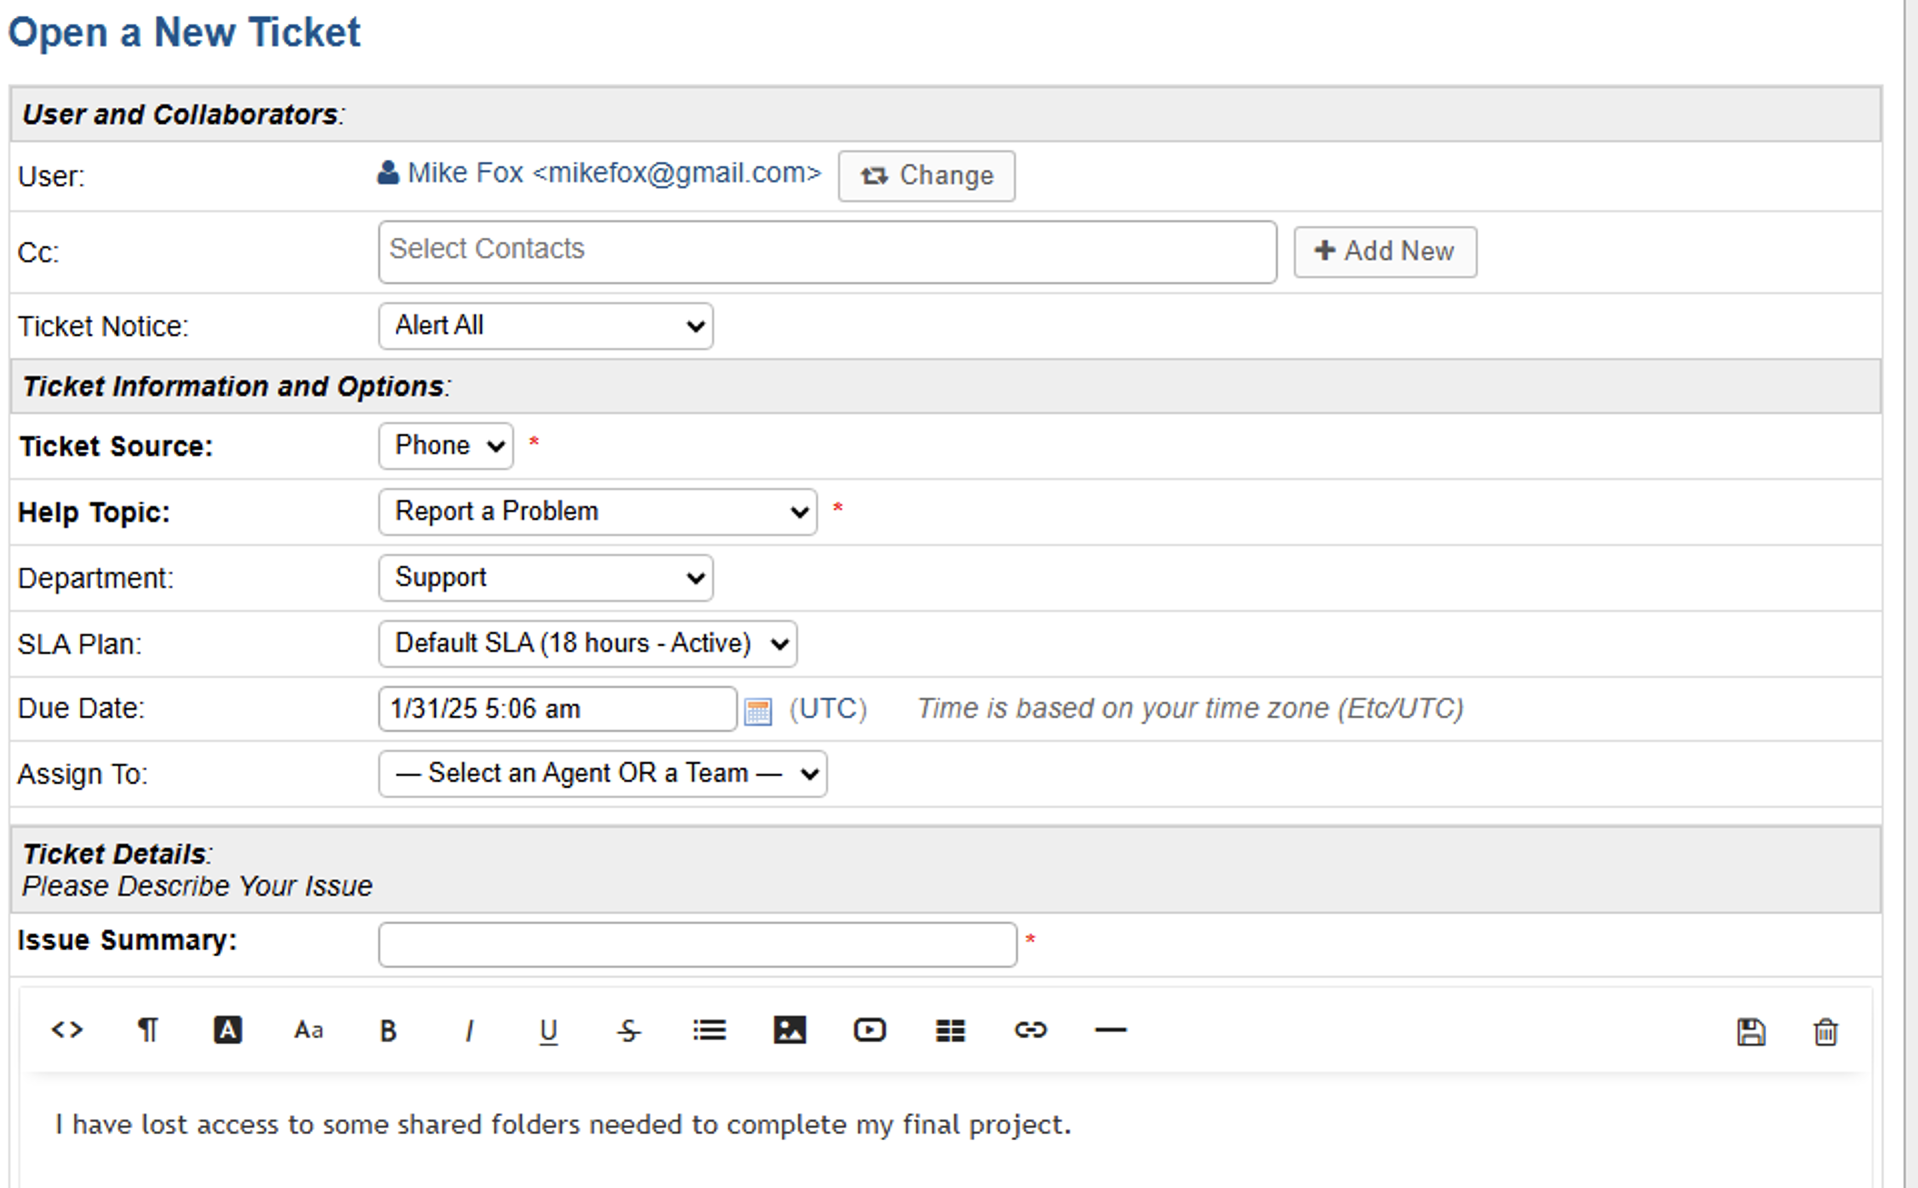 Open a New Ticket
User and Collaborators:
User: Mike Fox <mikefox@gmail.com> Change
Cc: Select Contacts Add New
Ticket Notice: Alert All
Ticket Information and Options:
Ticket Source: Phone *
Help Topic: Report a Problem *
Department: Support
SLA Plan: Default SLA (18 hours - Active)
Due Date: 1/31/25 5:06 am (UTC) Time is based on your time zone (Etc/UTC)
Assign To: — Select an Agent OR a Team —
Ticket Details:
Please Describe Your Issue
Issue Summary: *
<> ¶ A Aa B I U S
I have lost access to some shared folders needed to complete my final project.